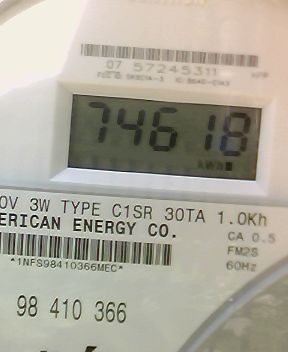 07 57245311
74618
kWh
0V 3W TYPE C1SR 30TA 1.0Kh
ERICAN ENERGY CO.
CA 0.5
FM2S
*1NFS98410366MEC*
60Hz
98 410 366